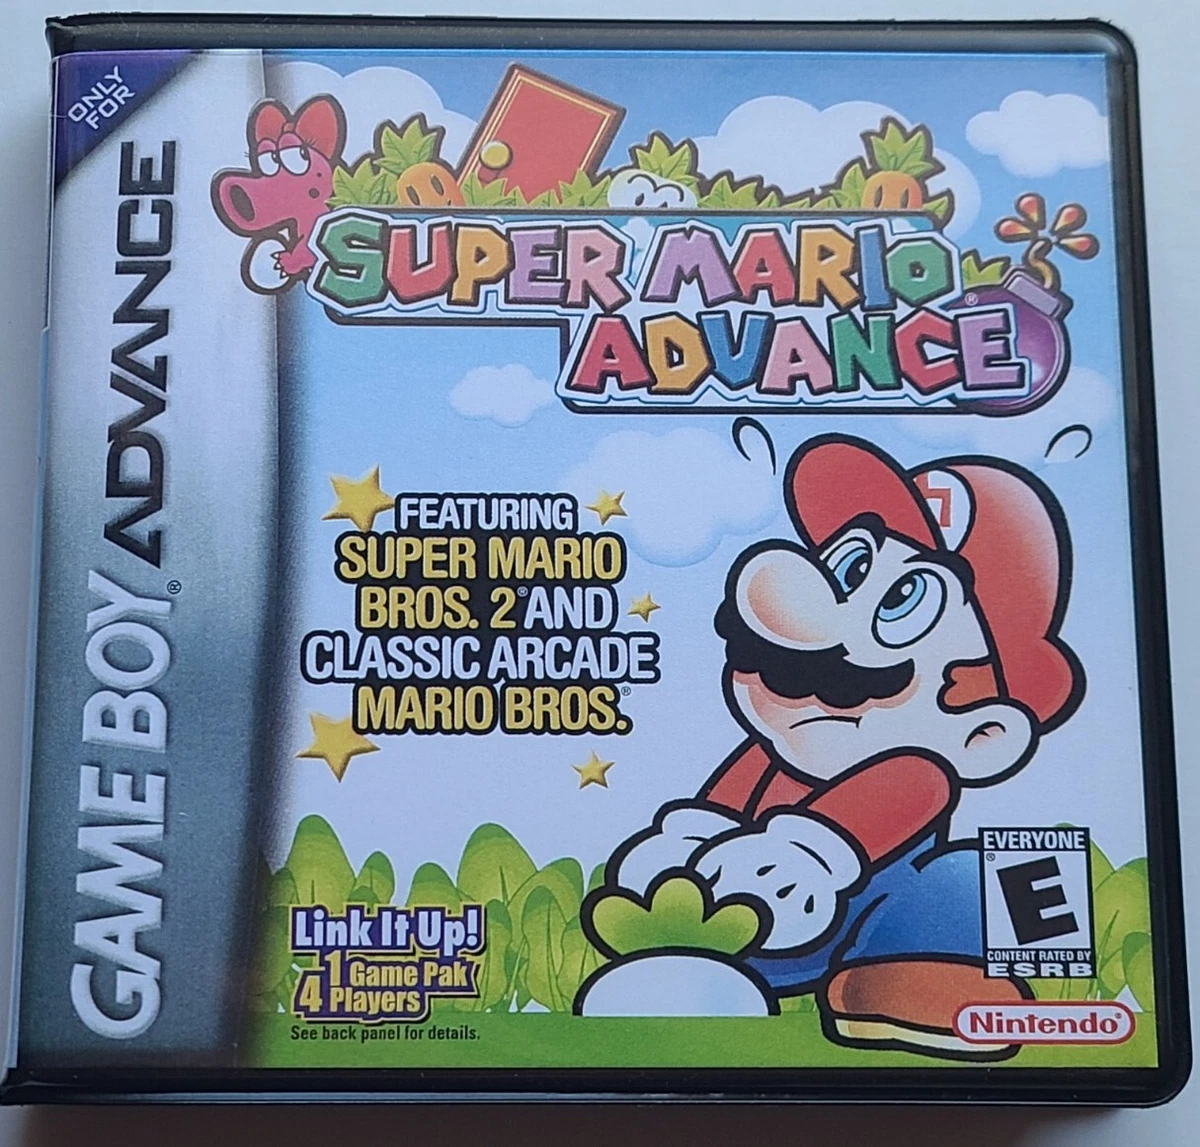 ONLY
FOR
GAME BOY ADVANCE
®
SUPER MARIO
ADVANCE
®
FEATURING
SUPER MARIO
BROS. 2® AND
CLASSIC ARCADE
MARIO BROS.®
Link It Up!
1 Game Pak
4 Players
See back panel for details.
EVERYONE
®
E
CONTENT RATED BY
ESRB
Nintendo®